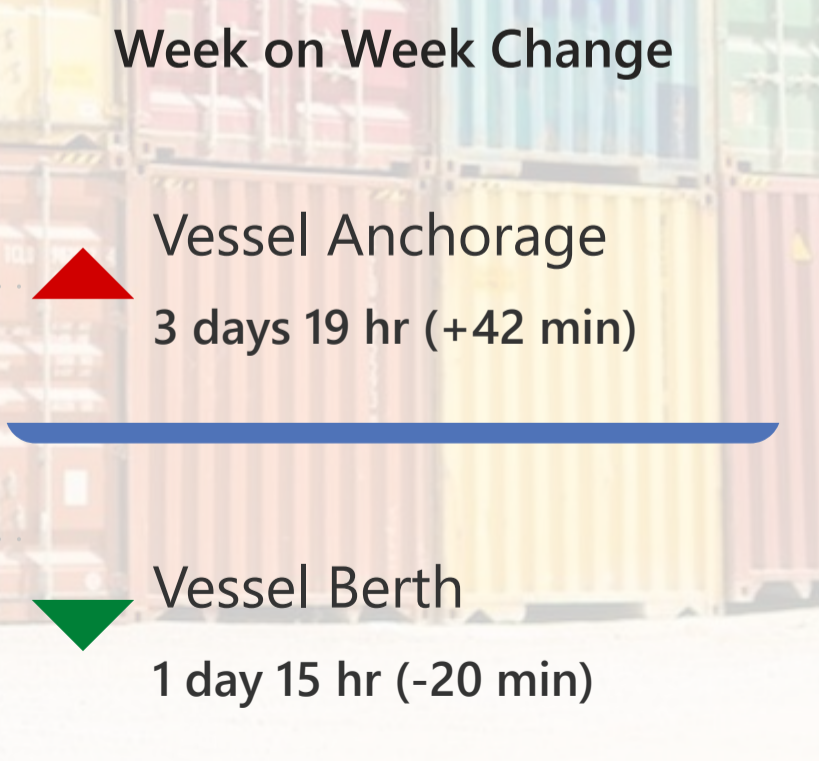 Week on Week Change
Vessel Anchorage
3 days 19 hr (+42 min)
Vessel Berth
1 day 15 hr (-20 min)